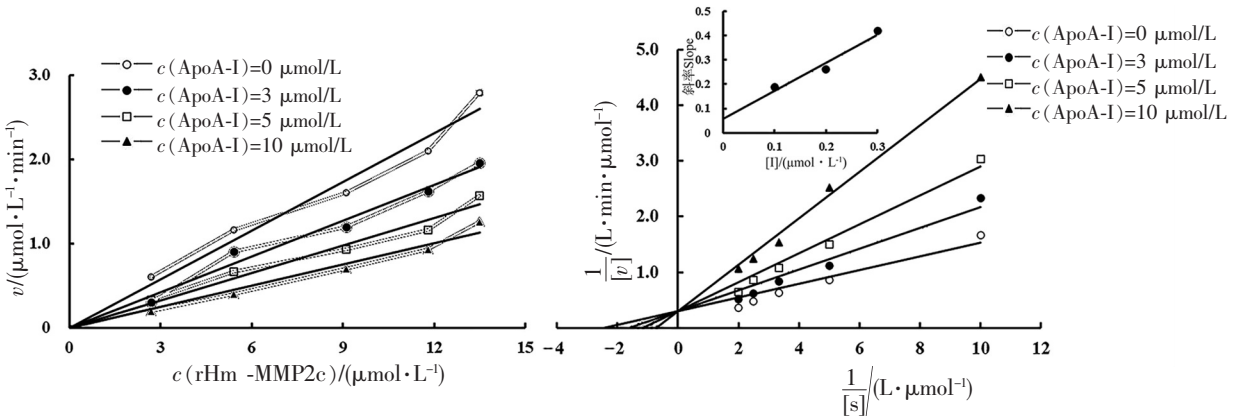 c(ApoA-I)=0 μmol/L
c(ApoA-I)=3 μmol/L
c(ApoA-I)=5 μmol/L
c(ApoA-I)=10 μmol/L
3.0
2.0
1.0
0
v/(μmol·L⁻¹·min⁻¹)
0 3 6 9 12 15
c(rHm -MMP2c)/(μmol·L⁻¹)
0.5
0.4
0.3
0.2
0.1
0
斜率Slope
0 0.1 0.2 0.3
[I]/(μmol·L⁻¹)
c(ApoA-I)=0 μmol/L
c(ApoA-I)=3 μmol/L
c(ApoA-I)=5 μmol/L
c(ApoA-I)=10 μmol/L
5.0
4.0
3.0
2.0
1.0
1/[v]/(L·min·μmol⁻¹)
−4 −2 0 2 4 6 8 10 12
1/[s]/(L·μmol⁻¹)